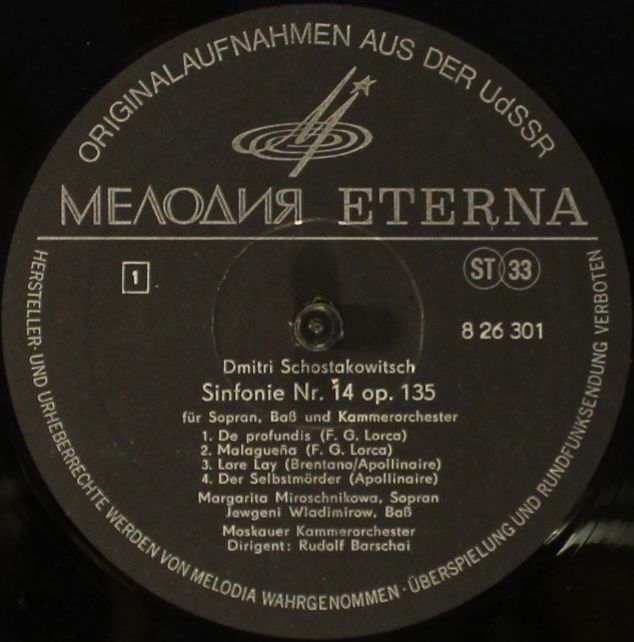 ORIGINALAUFNAHMEN AUS DER UdSSR
МЕЛОДИЯ ETERNA
1
ST 33
8 26 301
Dmitri Schostakowitsch
Sinfonie Nr. 14 op. 135
für Sopran, Baß und Kammerorchester
1. De profundis (F. G. Lorca)
2. Malagueña (F. G. Lorca)
3. Lore Lay (Brentano/Apollinaire)
4. Der Selbstmörder (Apollinaire)
Margarita Miroschnikowa, Sopran
Jewgeni Wladimirow, Baß
Moskauer Kammerorchester
Dirigent: Rudolf Barschai
HERSTELLER- UND URHEBERRECHTE WERDEN VON MELODIA WAHRGENOMMEN · ÜBERSPIELUNG UND RUNDFUNKSENDUNG VERBOTEN